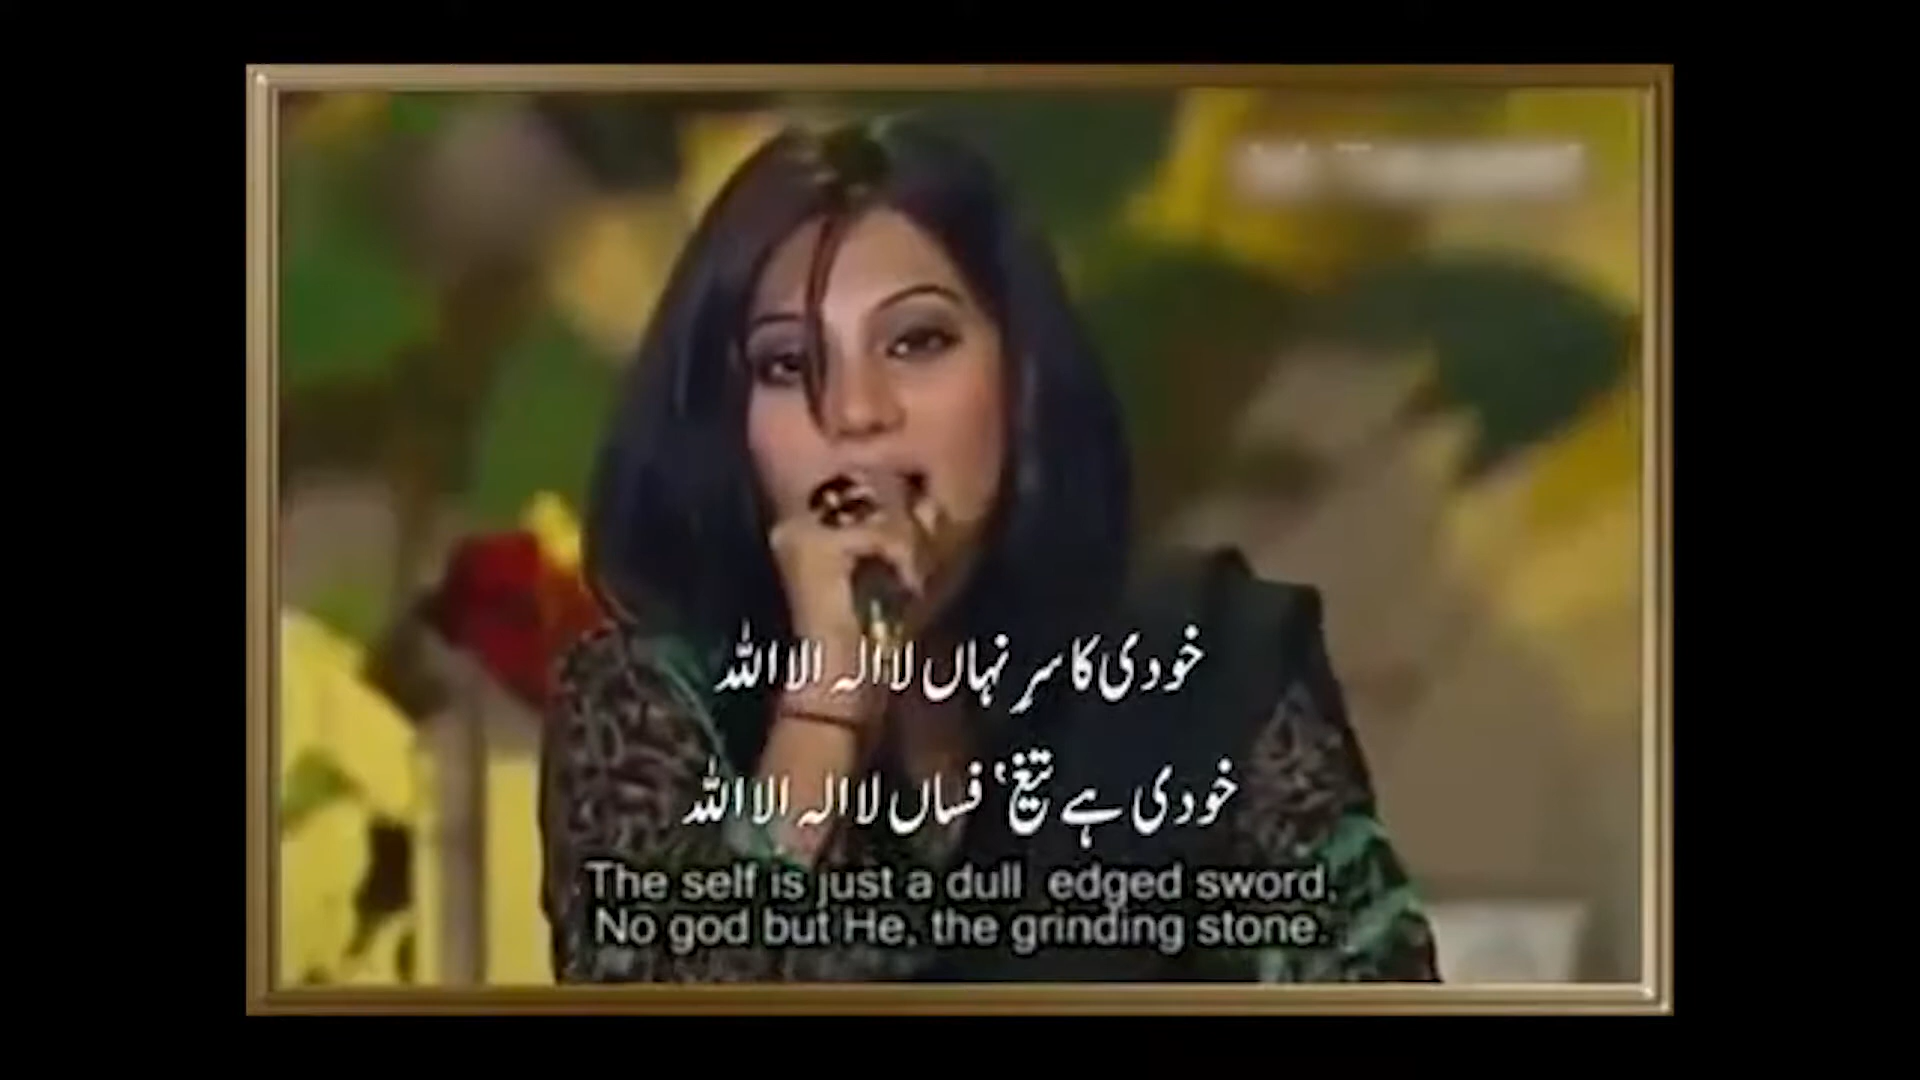 خودی کا سرِ نہاں لا الہ الا اللہ
خودی ہے تیغ، فساں لا الہ الا اللہ
The self is just a dull edged sword,
No god but He, the grinding stone.